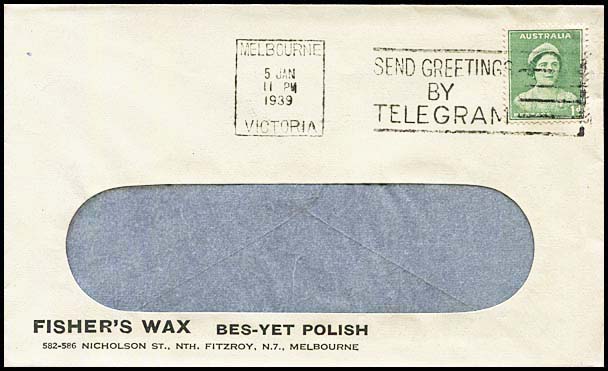 MELBOURNE
5 JAN
11 PM
1939
VICTORIA
SEND GREETINGS
BY
TELEGRAM
AUSTRALIA
FISHER'S WAX BES-YET POLISH
582-586 NICHOLSON ST., NTH. FITZROY, N.7., MELBOURNE